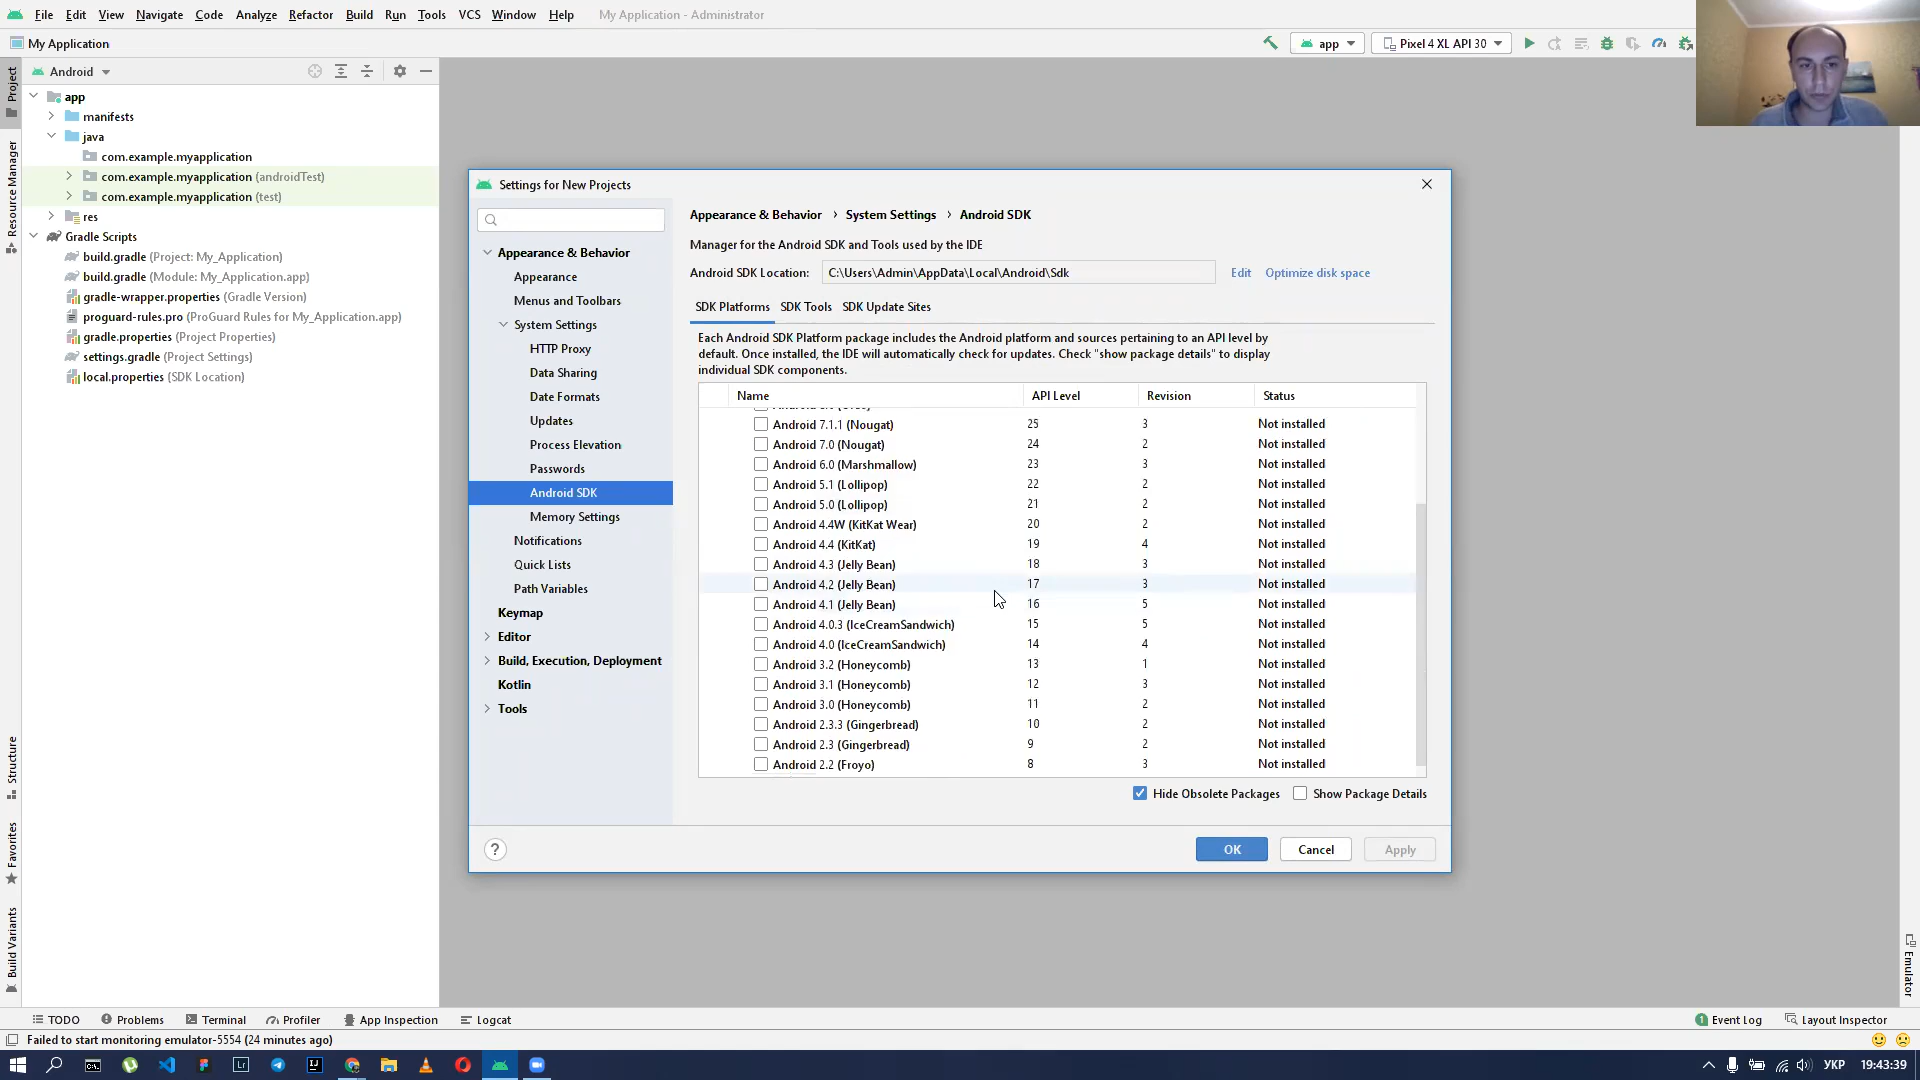 File Edit View Navigate Code Analyze Refactor Build Run Tools VCS Window Help My Application - Administrator
My Application
app
Pixel 4 XL API 30
Android
Project
Resource Manager
Structure
Favorites
Build Variants
app
manifests
java
com.example.myapplication
com.example.myapplication (androidTest)
com.example.myapplication (test)
res
Gradle Scripts
build.gradle (Project: My_Application)
build.gradle (Module: My_Application.app)
gradle-wrapper.properties (Gradle Version)
proguard-rules.pro (ProGuard Rules for My_Application.app)
gradle.properties (Project Properties)
settings.gradle (Project Settings)
local.properties (SDK Location)
Settings for New Projects
Appearance & Behavior
Appearance
Menus and Toolbars
System Settings
HTTP Proxy
Data Sharing
Date Formats
Updates
Process Elevation
Passwords
Android SDK
Memory Settings
Notifications
Quick Lists
Path Variables
Keymap
Editor
Build, Execution, Deployment
Kotlin
Tools
Appearance & Behavior › System Settings › Android SDK
Manager for the Android SDK and Tools used by the IDE
Android SDK Location: C:\Users\Admin\AppData\Local\Android\Sdk Edit Optimize disk space
SDK Platforms SDK Tools SDK Update Sites
Each Android SDK Platform package includes the Android platform and sources pertaining to an API level by
default. Once installed, the IDE will automatically check for updates. Check "show package details" to display
individual SDK components.
Name API Level Revision Status
Android 7.1.1 (Nougat) 25 3 Not installed
Android 7.0 (Nougat) 24 2 Not installed
Android 6.0 (Marshmallow) 23 3 Not installed
Android 5.1 (Lollipop) 22 2 Not installed
Android 5.0 (Lollipop) 21 2 Not installed
Android 4.4W (KitKat Wear) 20 2 Not installed
Android 4.4 (KitKat) 19 4 Not installed
Android 4.3 (Jelly Bean) 18 3 Not installed
Android 4.2 (Jelly Bean) 17 3 Not installed
Android 4.1 (Jelly Bean) 16 5 Not installed
Android 4.0.3 (IceCreamSandwich) 15 5 Not installed
Android 4.0 (IceCreamSandwich) 14 4 Not installed
Android 3.2 (Honeycomb) 13 1 Not installed
Android 3.1 (Honeycomb) 12 3 Not installed
Android 3.0 (Honeycomb) 11 2 Not installed
Android 2.3.3 (Gingerbread) 10 2 Not installed
Android 2.3 (Gingerbread) 9 2 Not installed
Android 2.2 (Froyo) 8 3 Not installed
Hide Obsolete Packages Show Package Details
? OK Cancel Apply
Emulator
TODO Problems Terminal Profiler App Inspection Logcat 1 Event Log Layout Inspector
Failed to start monitoring emulator-5554 (24 minutes ago)
Lr IJ УКР 19:43:39